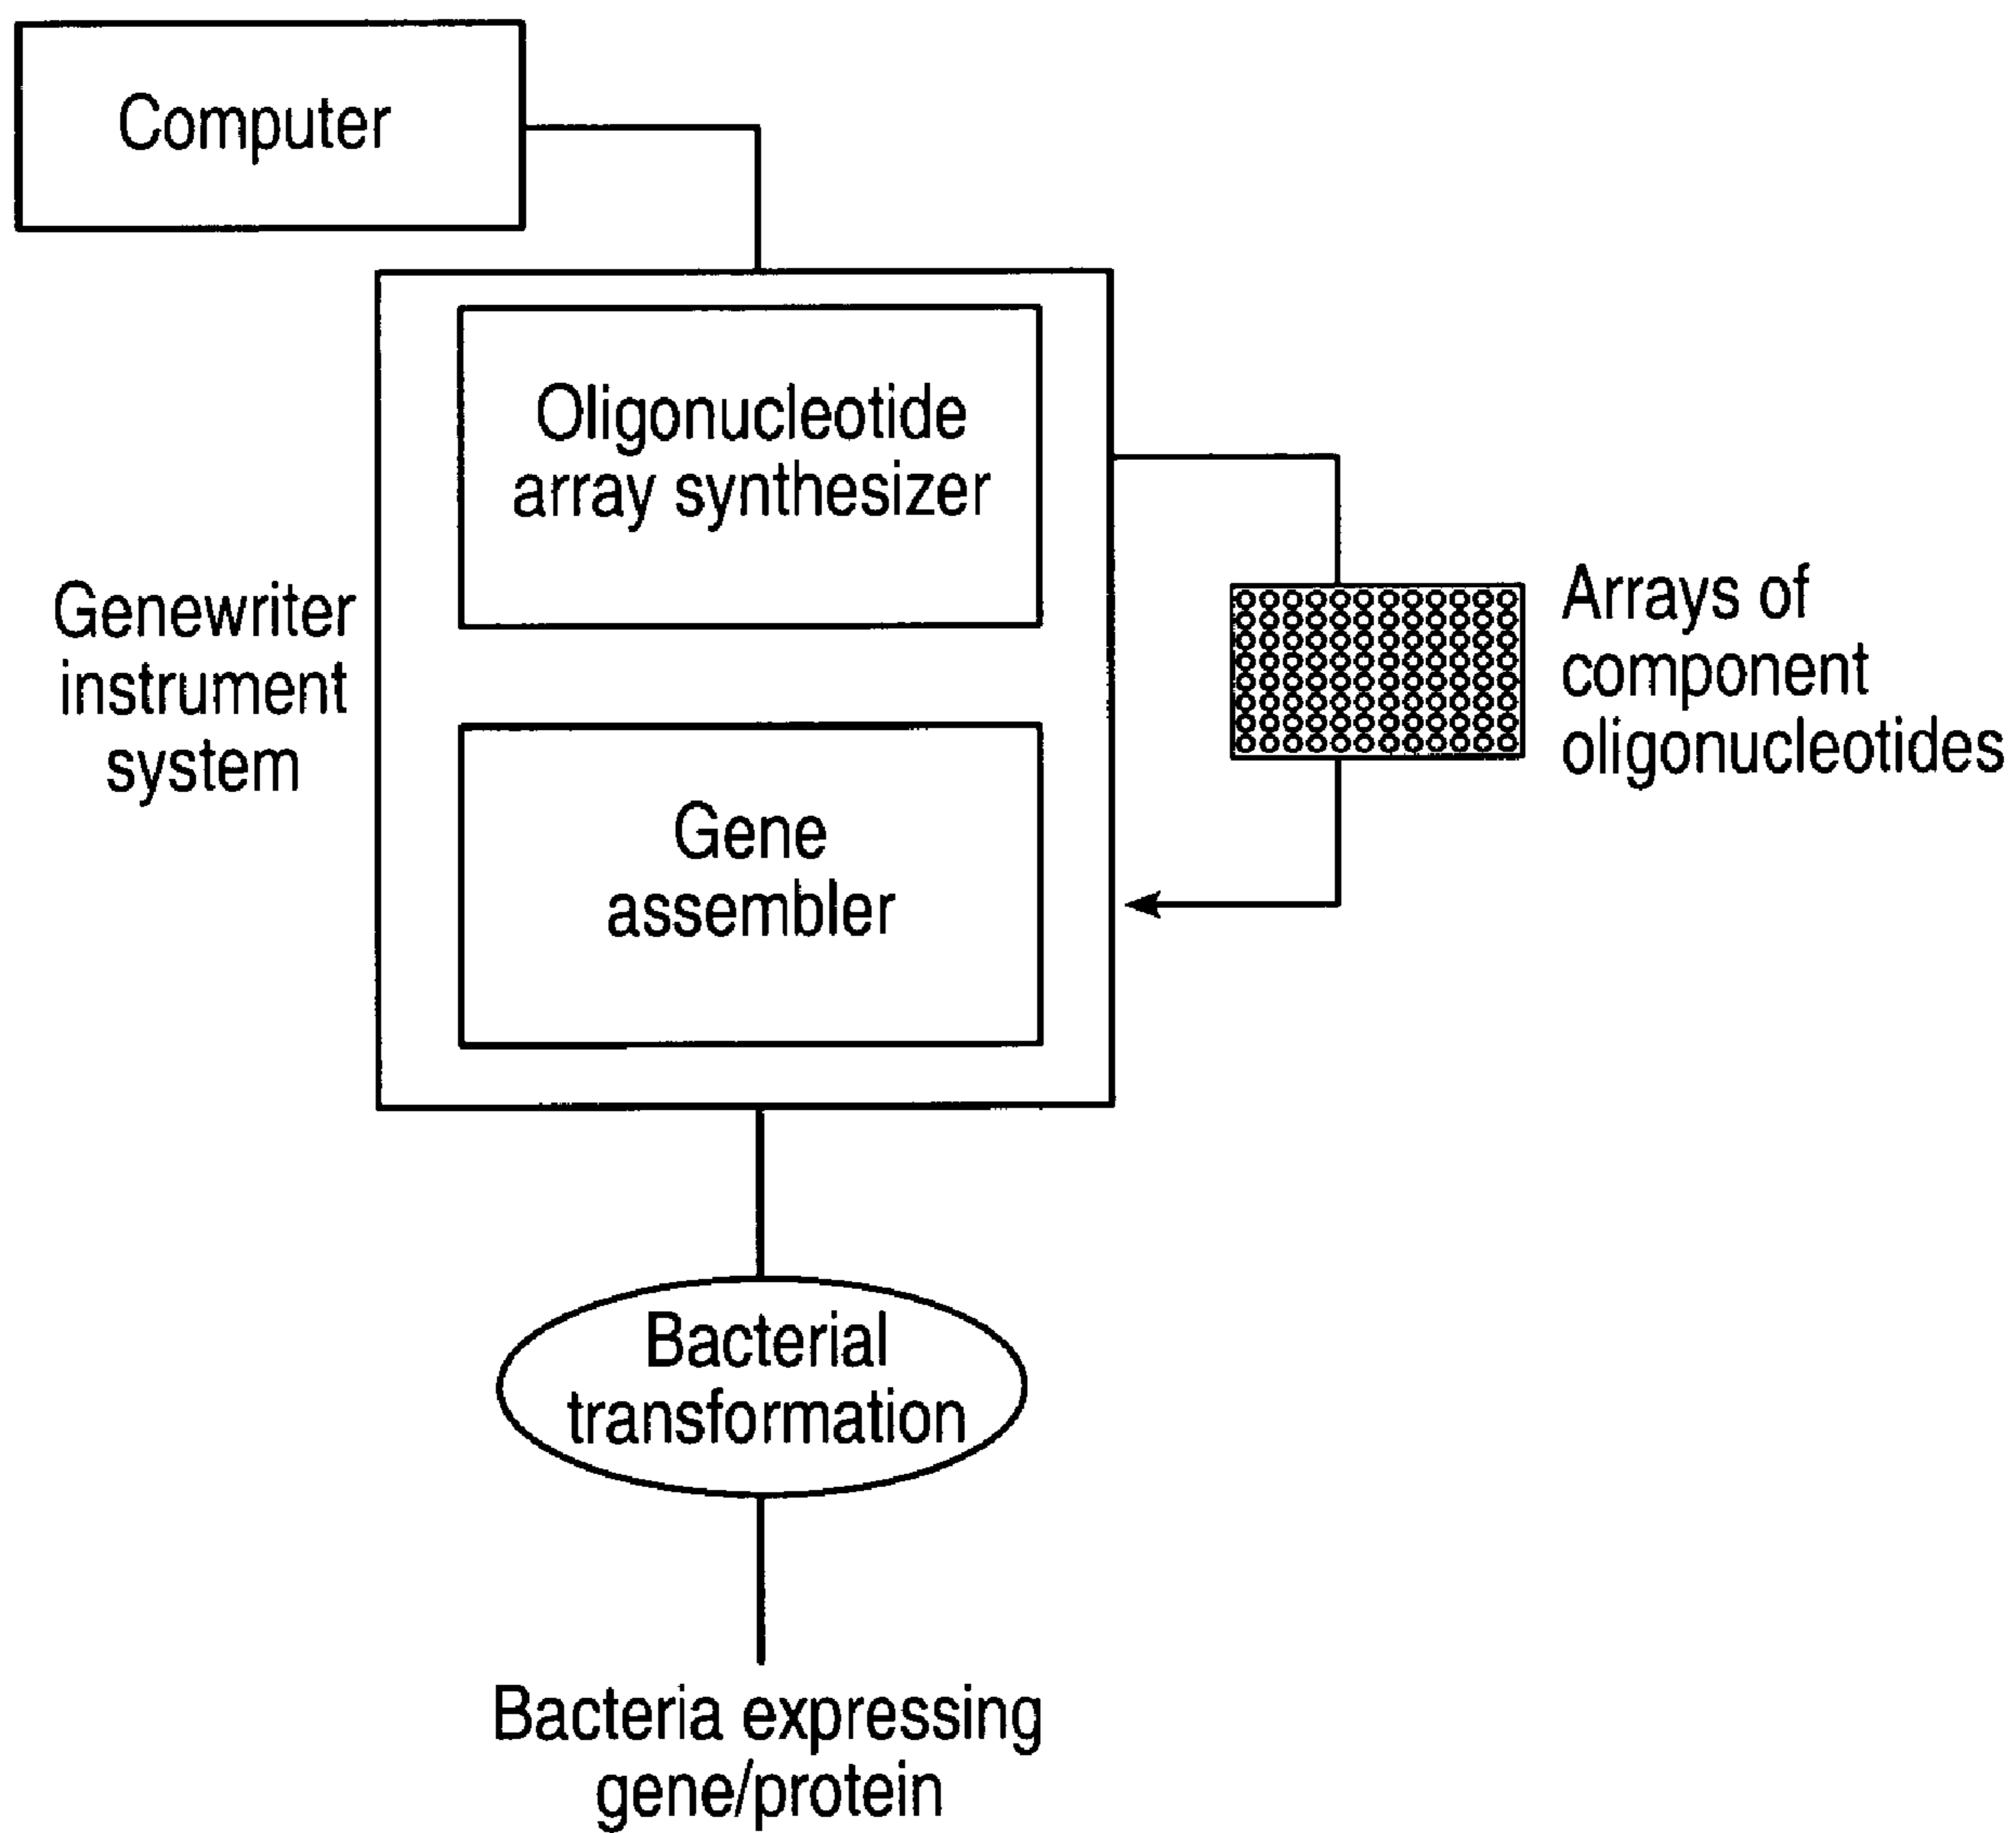 Computer
Oligonucleotide
array synthesizer
Genewriter
instrument
system
Arrays of
component
oligonucleotides
Gene
assembler
Bacterial
transformation
Bacteria expressing
gene/protein